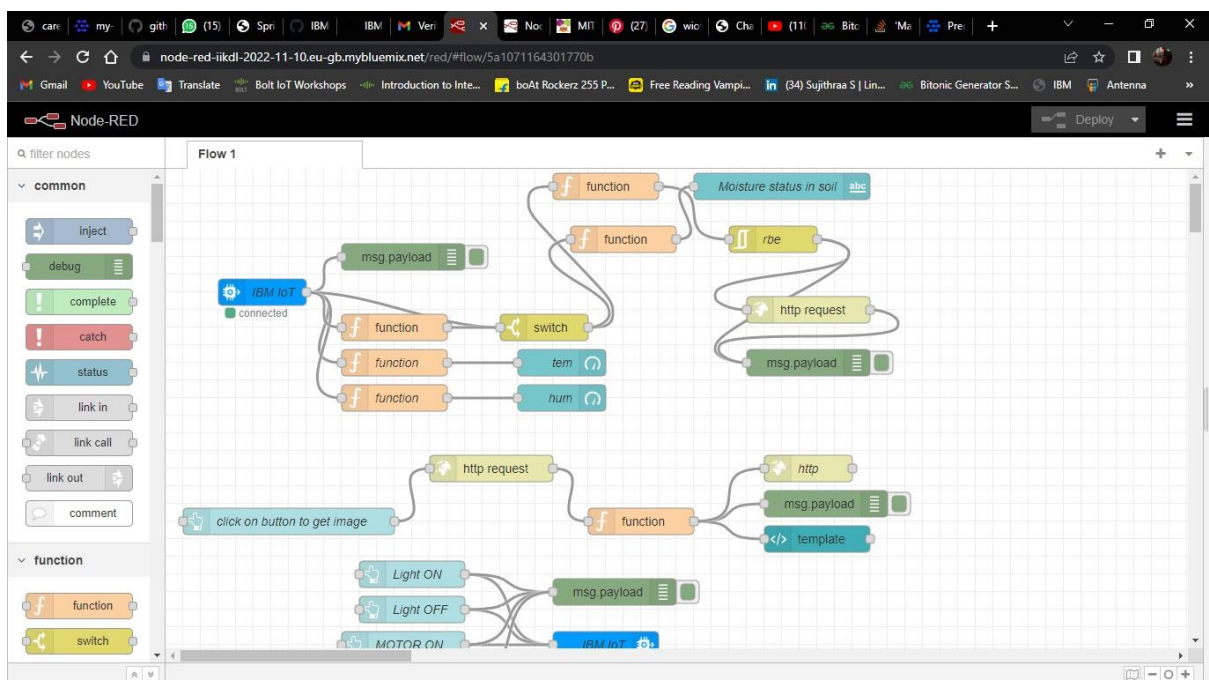 care
my-
gith
(15)
Spri
IBM
IBM
Veri
Noc
MIT
(27)
wio
Cha
(11(
Bitc
'Ma
Pre
node-red-iikdl-2022-11-10.eu-gb.mybluemix.net/red/#flow/5a1071164301770b
Gmail YouTube Translate Bolt IoT Workshops Introduction to Inte... boAt Rockerz 255 P... Free Reading Vampi... (34) Sujithraa S | Lin... Bitonic Generator S... IBM Antenna »
Node-RED Deploy
filter nodes
Flow 1
common
inject
debug
complete
catch
status
link in
link call
link out
comment
function
function
switch
function
Moisture status in soil abc
function
rbe
msg.payload
IBM IoT
connected
http request
function
switch
function
tem
msg.payload
function
hum
http request
http
msg.payload
click on button to get image
function
template
Light ON
msg.payload
Light OFF
MOTOR ON
IBM IoT